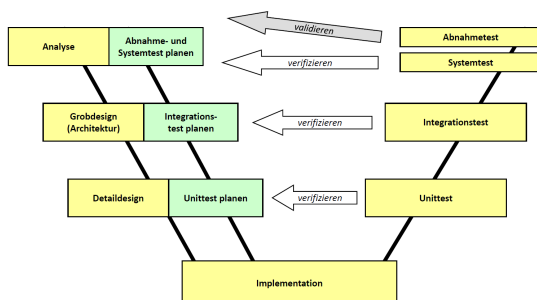 validieren
Abnahmetest
Analyse
Abnahme- und
Systemtest planen
verifizieren
Systemtest
Grobdesign
(Architektur)
Integrations-
test planen
verifizieren
Integrationstest
Detaildesign
Unittest planen
verifizieren
Unittest
Implementation